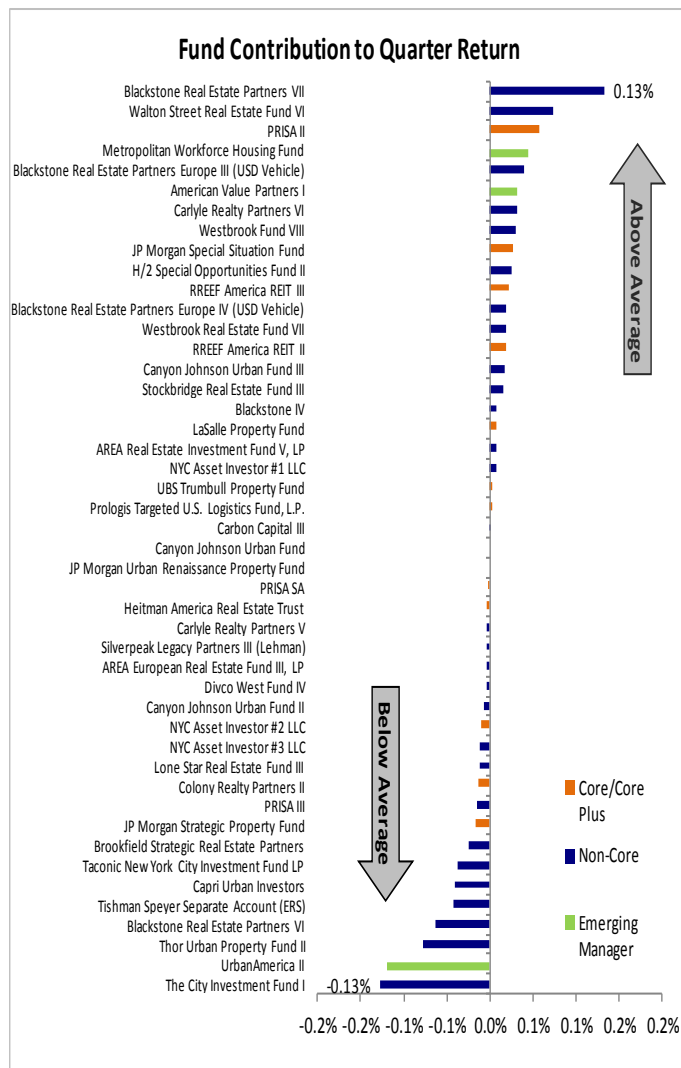 Fund Contribution to Quarter Return
Blackstone Real Estate Partners VII
0.13%
Walton Street Real Estate Fund VI
PRISA II
Metropolitan Workforce Housing Fund
Blackstone Real Estate Partners Europe III (USD Vehicle)
American Value Partners I
Carlyle Realty Partners VI
Westbrook Fund VIII
JP Morgan Special Situation Fund
H/2 Special Opportunities Fund II
RREEF America REIT III
Blackstone Real Estate Partners Europe IV (USD Vehicle)
Westbrook Real Estate Fund VII
RREEF America REIT II
Canyon Johnson Urban Fund III
Stockbridge Real Estate Fund III
Blackstone IV
LaSalle Property Fund
AREA Real Estate Investment Fund V, LP
NYC Asset Investor #1 LLC
UBS Trumbull Property Fund
Prologis Targeted U.S. Logistics Fund, L.P.
Carbon Capital III
Canyon Johnson Urban Fund
JP Morgan Urban Renaissance Property Fund
PRISA SA
Heitman America Real Estate Trust
Carlyle Realty Partners V
Silverpeak Legacy Partners III (Lehman)
AREA European Real Estate Fund III, LP
Divco West Fund IV
Canyon Johnson Urban Fund II
NYC Asset Investor #2 LLC
NYC Asset Investor #3 LLC
Lone Star Real Estate Fund III
Colony Realty Partners II
PRISA III
JP Morgan Strategic Property Fund
Brookfield Strategic Real Estate Partners
Taconic New York City Investment Fund LP
Capri Urban Investors
Tishman Speyer Separate Account (ERS)
Blackstone Real Estate Partners VI
Thor Urban Property Fund II
UrbanAmerica II
The City Investment Fund I
-0.13%
Above Average
Below Average
Core/Core
Plus
Non-Core
Emerging
Manager
-0.2% -0.2% -0.1% -0.1% 0.0% 0.1% 0.1% 0.2% 0.2%